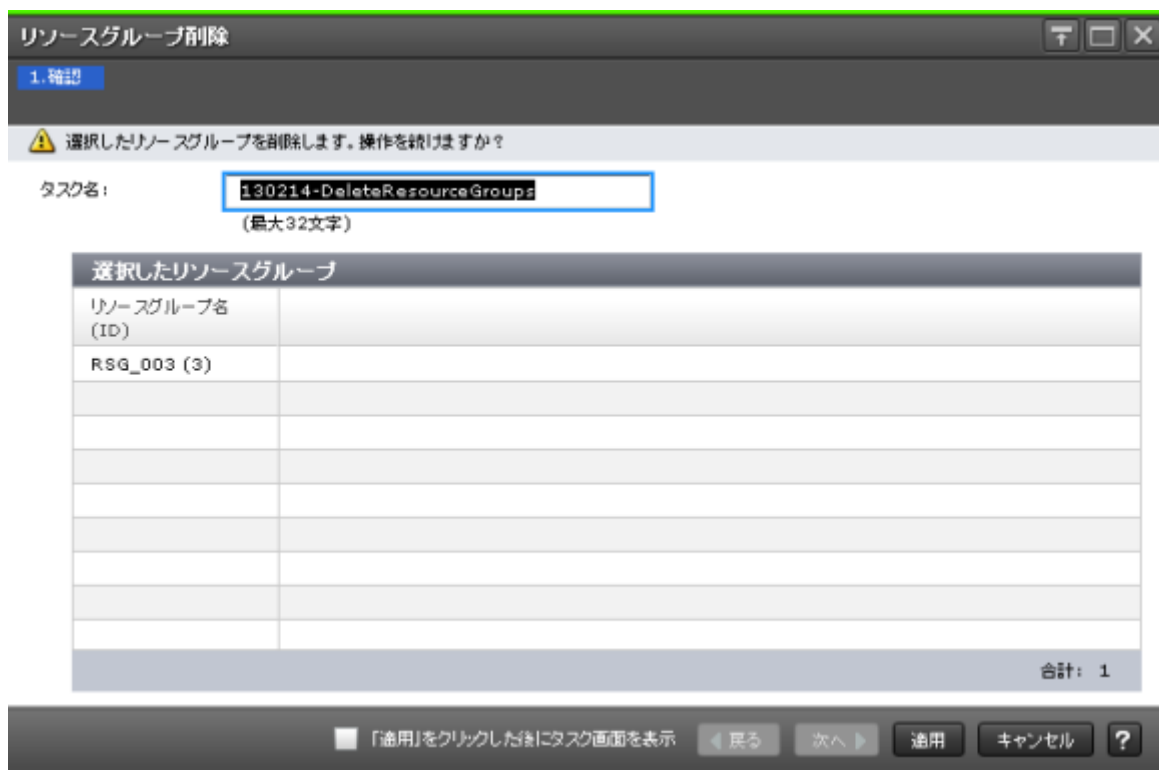 リソースグループ削除
1.確認
選択したリソースグループを削除します。操作を続けますか？
タスク名：
130214-DeleteResourceGroups
(最大32文字)
選択したリソースグループ
リソースグループ名
(ID)
RSG_003 (3)
合計： 1
「適用」をクリックした後にタスク画面を表示
戻る
次へ
適用
キャンセル
?